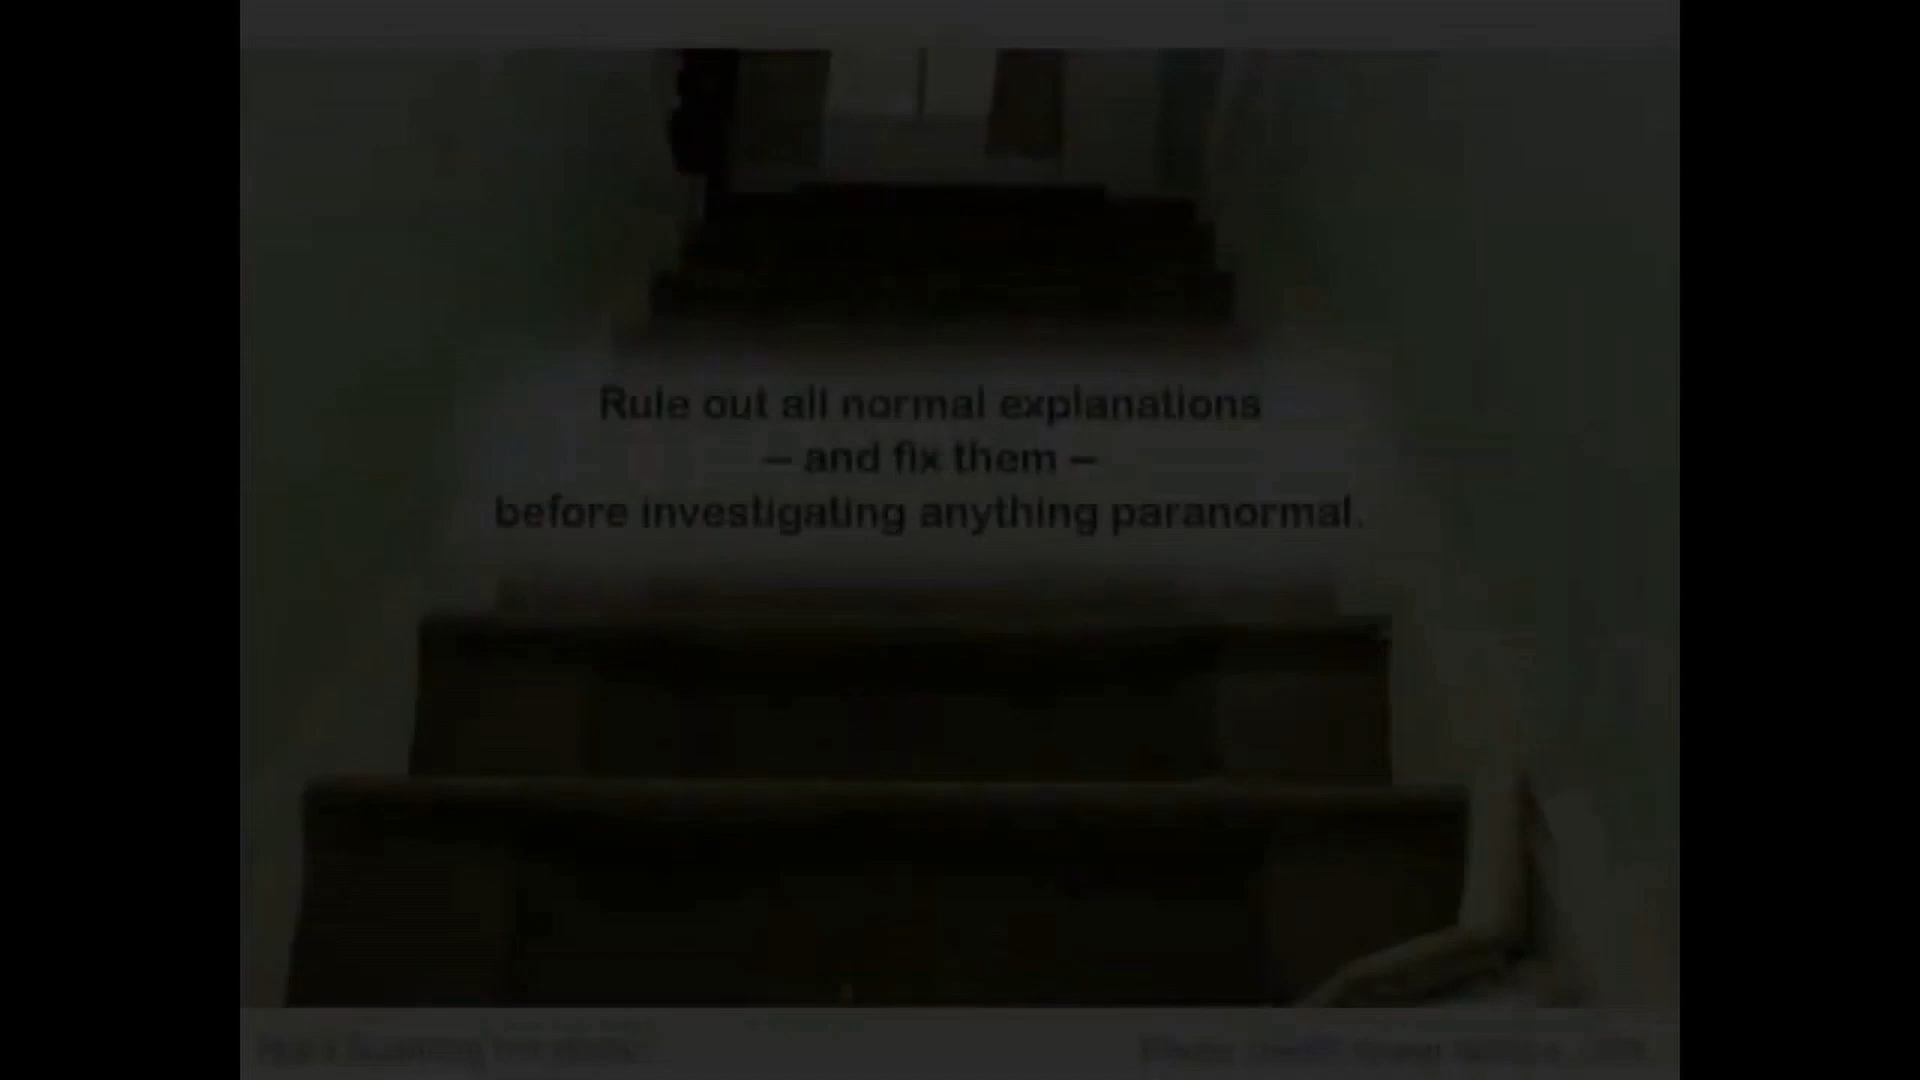 Rule out all normal explanations
– and fix them –
before investigating anything paranormal.